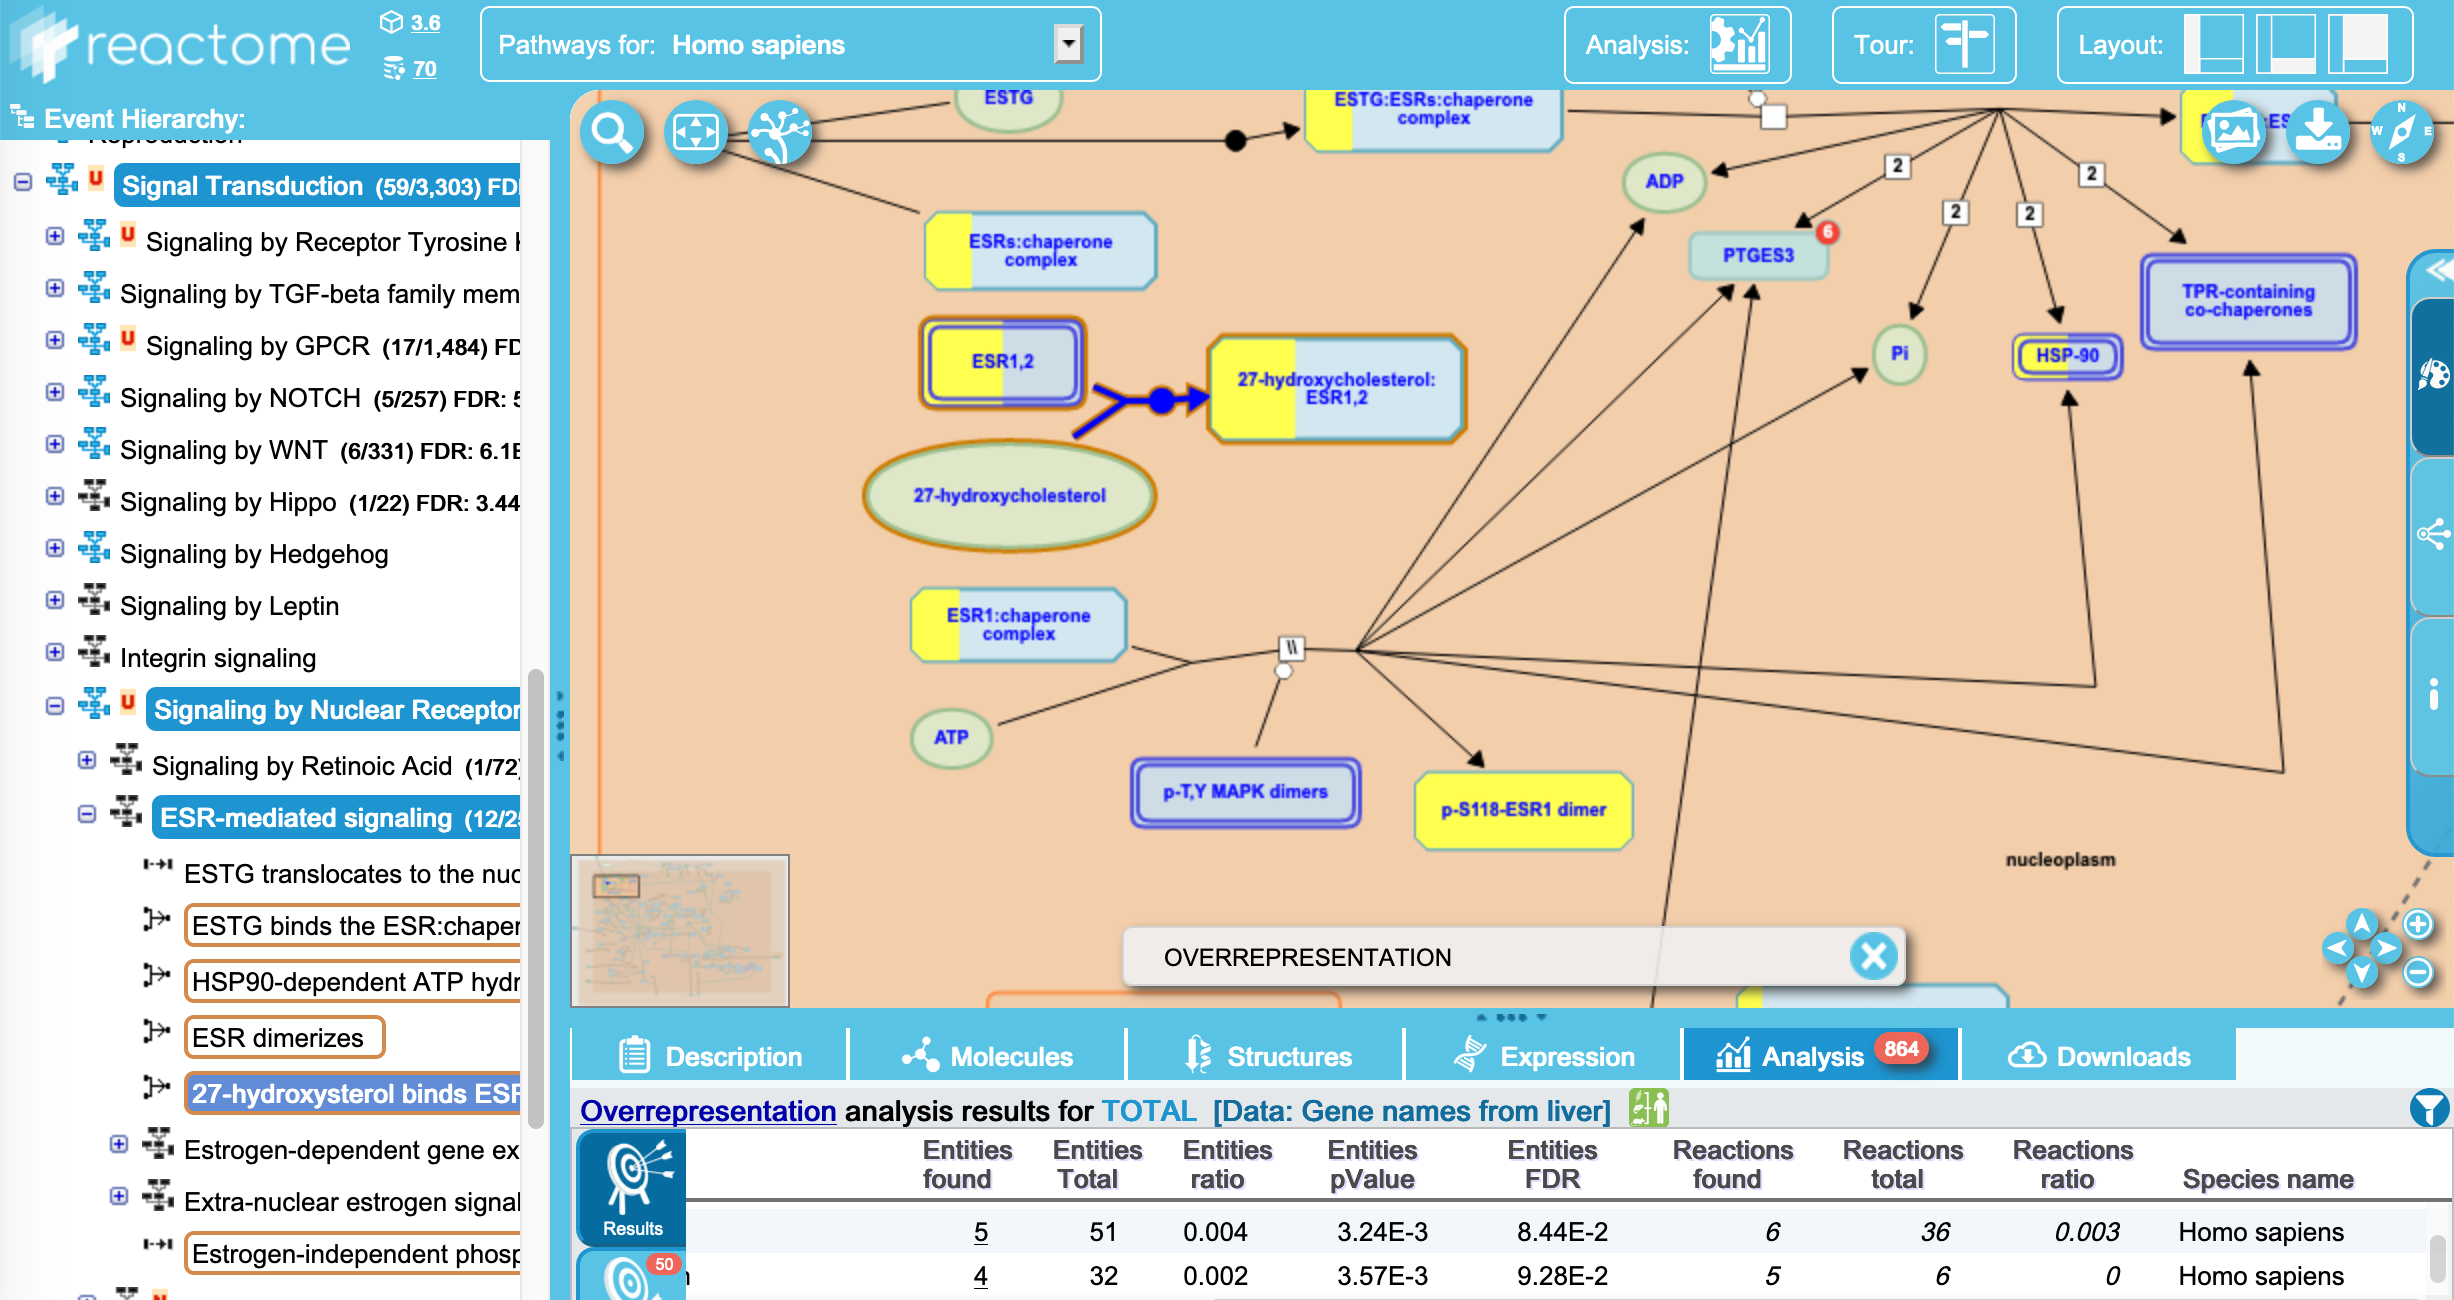 reactome
3.6
70
Pathways for: Homo sapiens
Analysis:
Tour:
Layout:
Event Hierarchy:
Reproduction
U Signal Transduction (59/3,303) FDI
U Signaling by Receptor Tyrosine
Signaling by TGF-beta family mem
U Signaling by GPCR (17/1,484) FD
Signaling by NOTCH (5/257) FDR: 5
Signaling by WNT (6/331) FDR: 6.1E
Signaling by Hippo (1/22) FDR: 3.44
Signaling by Hedgehog
Signaling by Leptin
Integrin signaling
U Signaling by Nuclear Receptor
Signaling by Retinoic Acid (1/72)
ESR-mediated signaling (12/2
ESTG translocates to the nuc
ESTG binds the ESR:chaper
HSP90-dependent ATP hydr
ESR dimerizes
27-hydroxysterol binds ESR
Estrogen-dependent gene ex
Extra-nuclear estrogen signal
Estrogen-independent phosp
ESTG
ESTG:ESRs:chaperone
complex
N
W E
S
ADP
2
2
2
2
ESRs:chaperone
complex
PTGES3
6
TPR-containing
co-chaperones
ESR1,2
Pi
HSP-90
27-hydroxycholesterol:
ESR1,2
27-hydroxycholesterol
ESR1:chaperone
complex
\\
ATP
p-T,Y MAPK dimers
p-S118-ESR1 dimer
nucleoplasm
OVERREPRESENTATION
Description
Molecules
Structures
Expression
Analysis 864
Downloads
Overrepresentation analysis results for TOTAL [Data: Gene names from liver]
Results
50
Entities found
Entities Total
Entities ratio
Entities pValue
Entities FDR
Reactions found
Reactions total
Reactions ratio
Species name
5 51 0.004 3.24E-3 8.44E-2 6 36 0.003 Homo sapiens
4 32 0.002 3.57E-3 9.28E-2 5 6 0 Homo sapiens